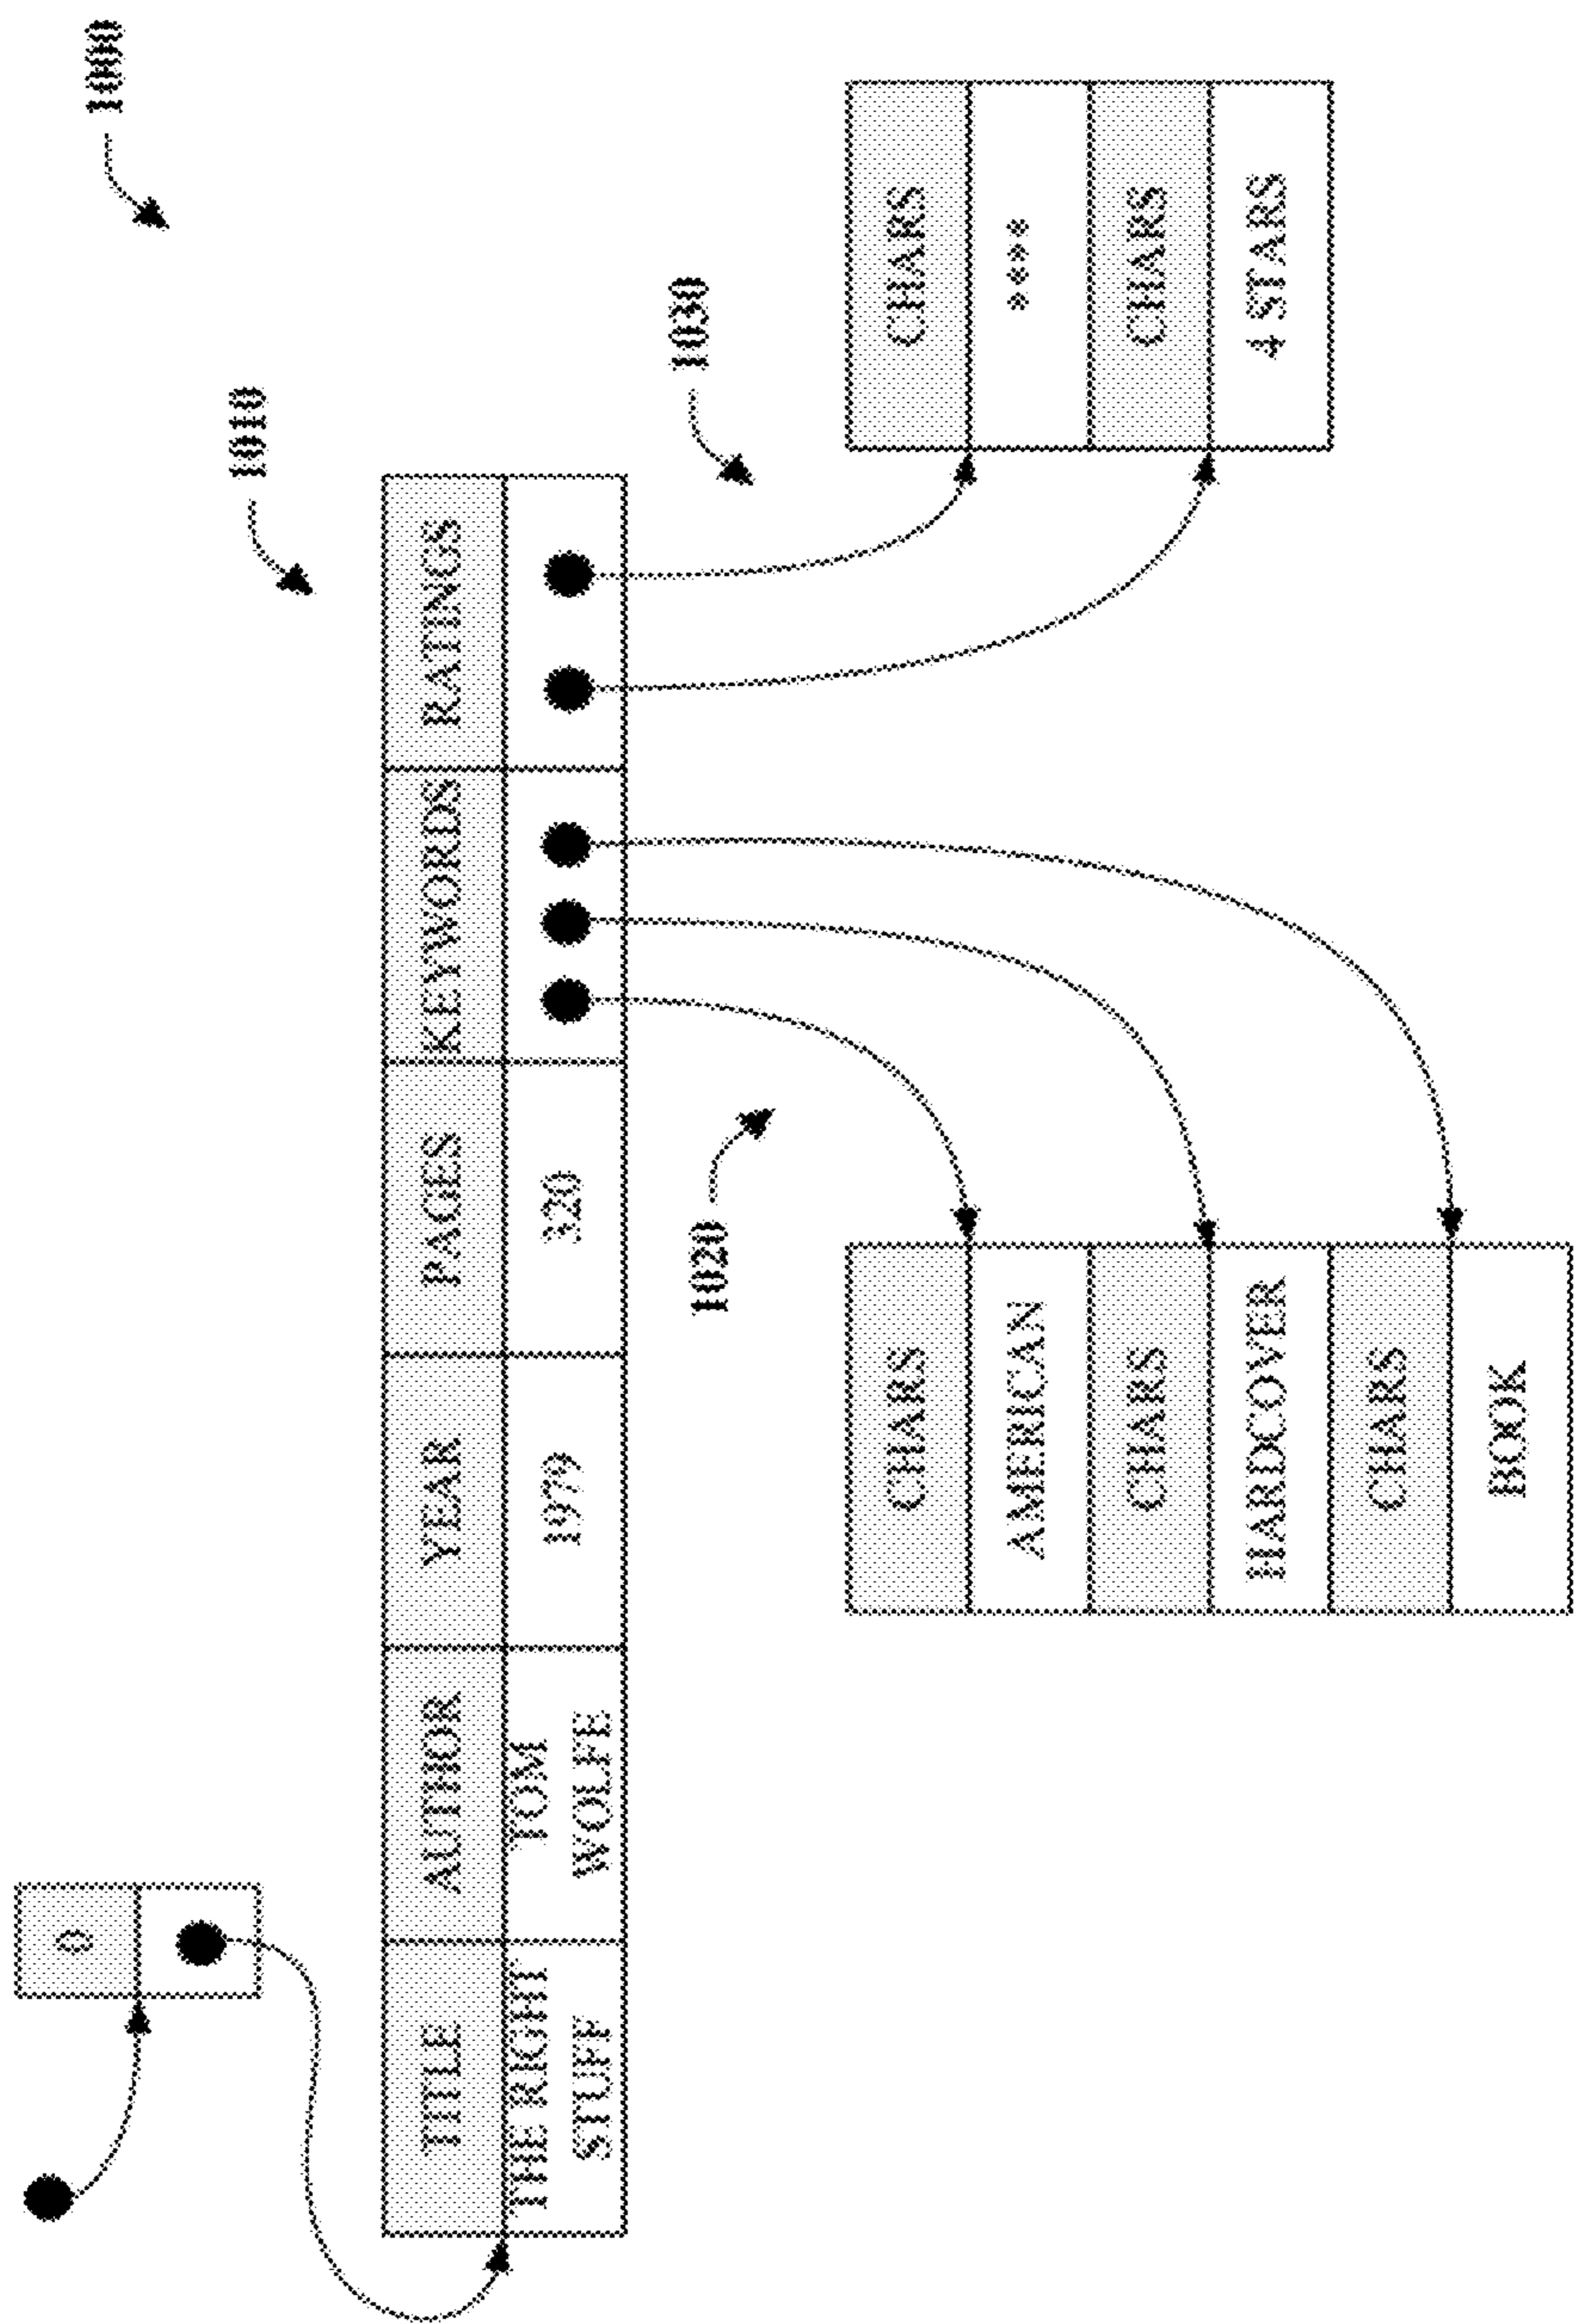 1000
0
1010
TITLE
AUTHOR
YEAR
PAGES
KEYWORDS
RATINGS
THE RIGHT
STUFF
TOM
WOLFE
1979
320
1020
1030
CHARS
AMERICAN
CHARS
HARDCOVER
CHARS
BOOK
CHARS
****
CHARS
4 STARS